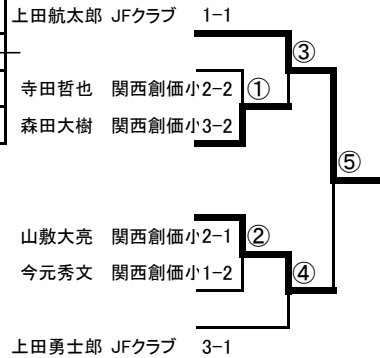 上田航太郎 JFクラブ 1-1
③
寺田哲也 関西創価小 2-2 ①
森田大樹 関西創価小 3-2
⑤
山敷大亮 関西創価小 2-1 ②
今元秀文 関西創価小 1-2 ④
上田勇士郎 JFクラブ 3-1